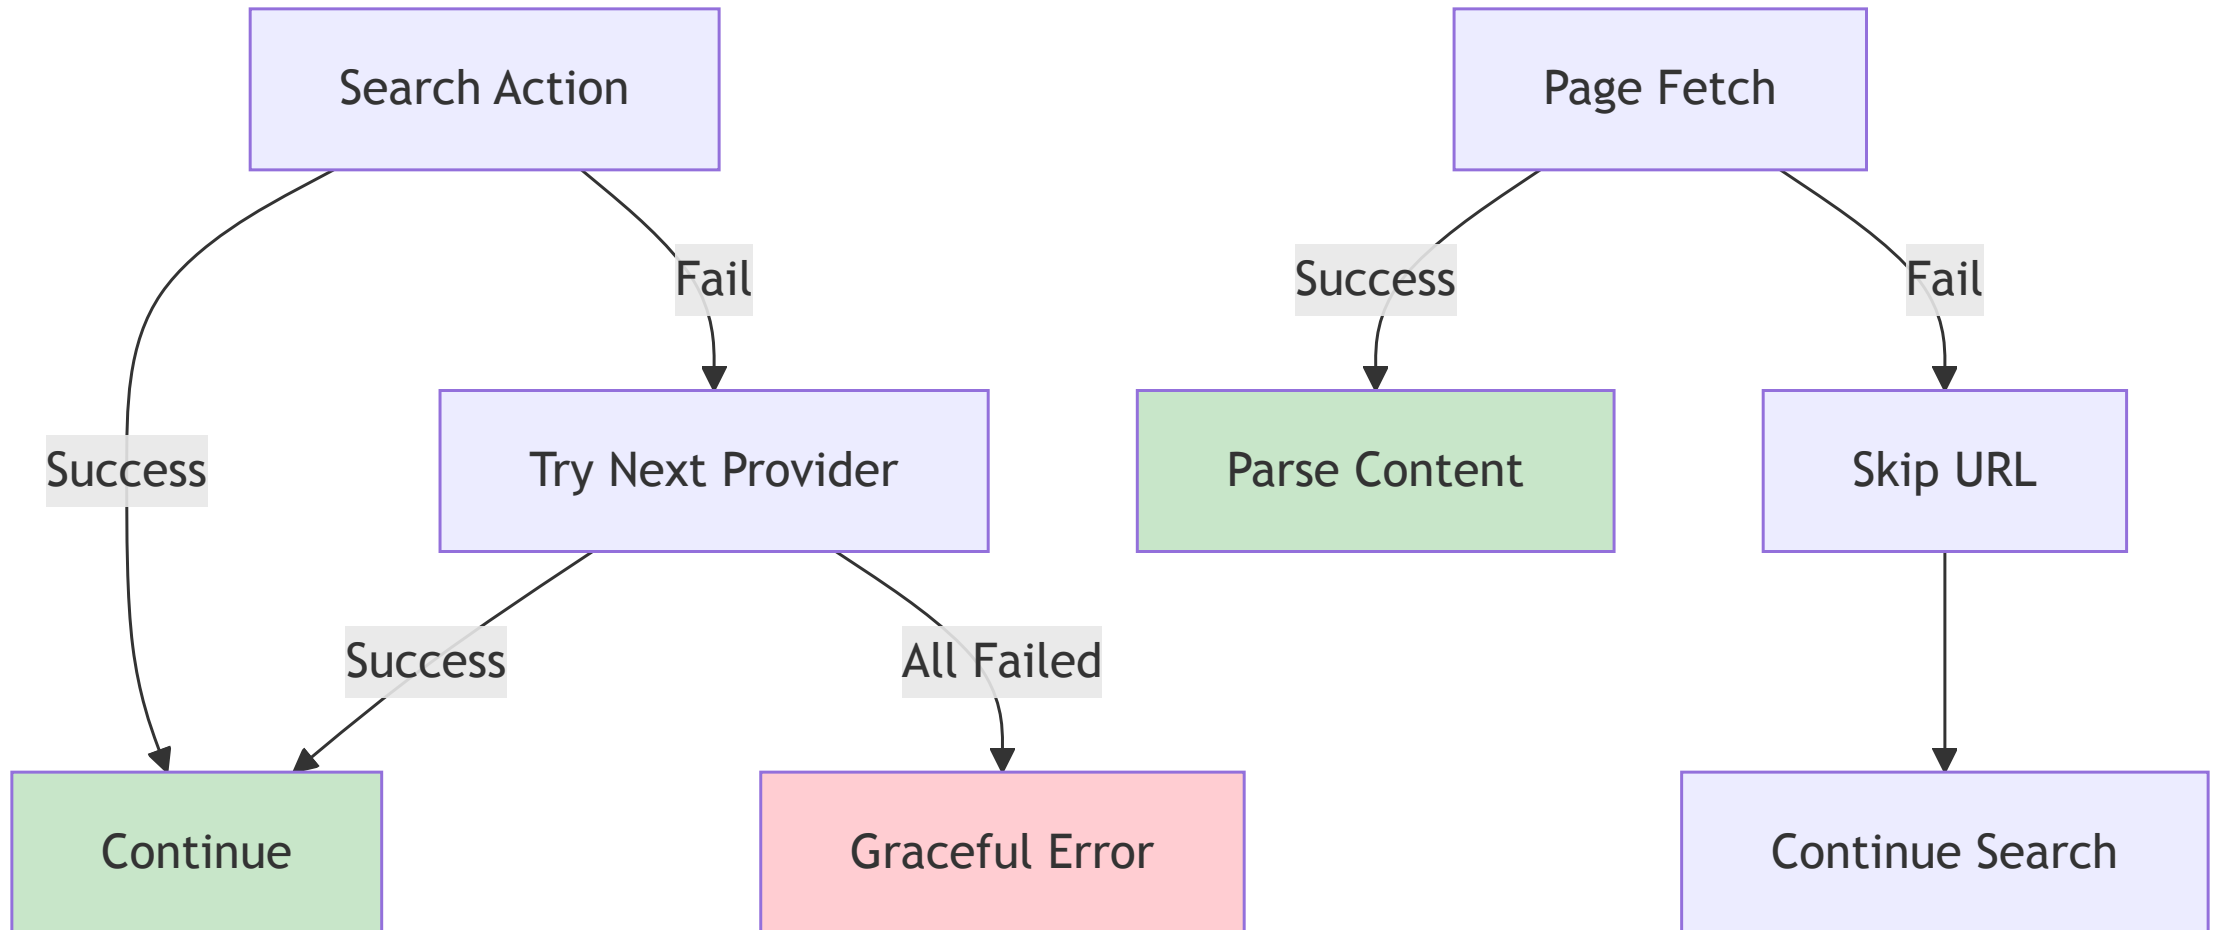 Search Action
Page Fetch
Fail
Success
Fail
Success
Try Next Provider
Parse Content
Skip URL
Success
All Failed
Continue
Graceful Error
Continue Search